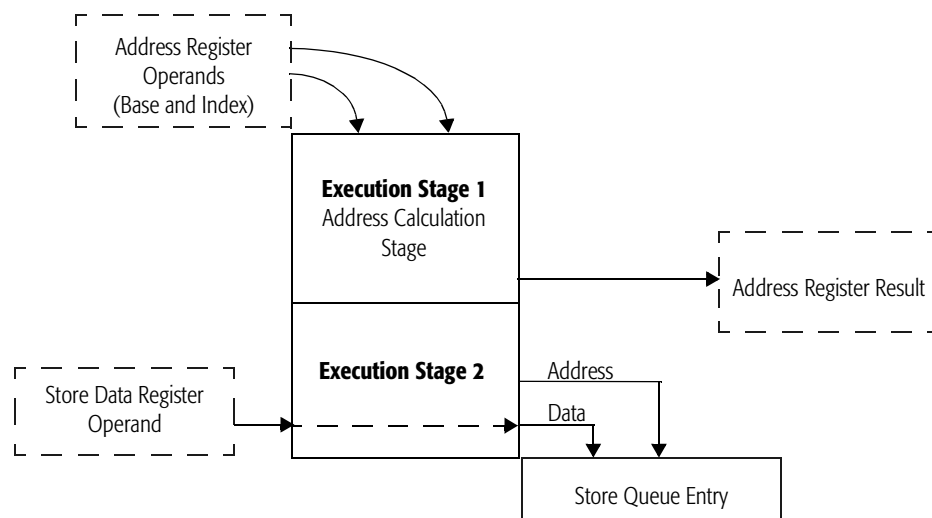 Address Register
Operands
(Base and Index)
Execution Stage 1
Address Calculation
Stage
Address Register Result
Execution Stage 2
Store Data Register
Operand
Address
Data
Store Queue Entry